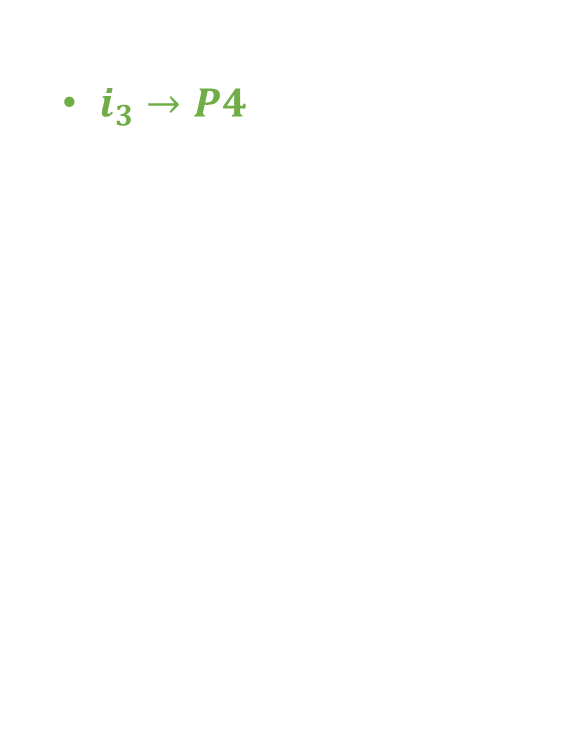 • i₃ → P4